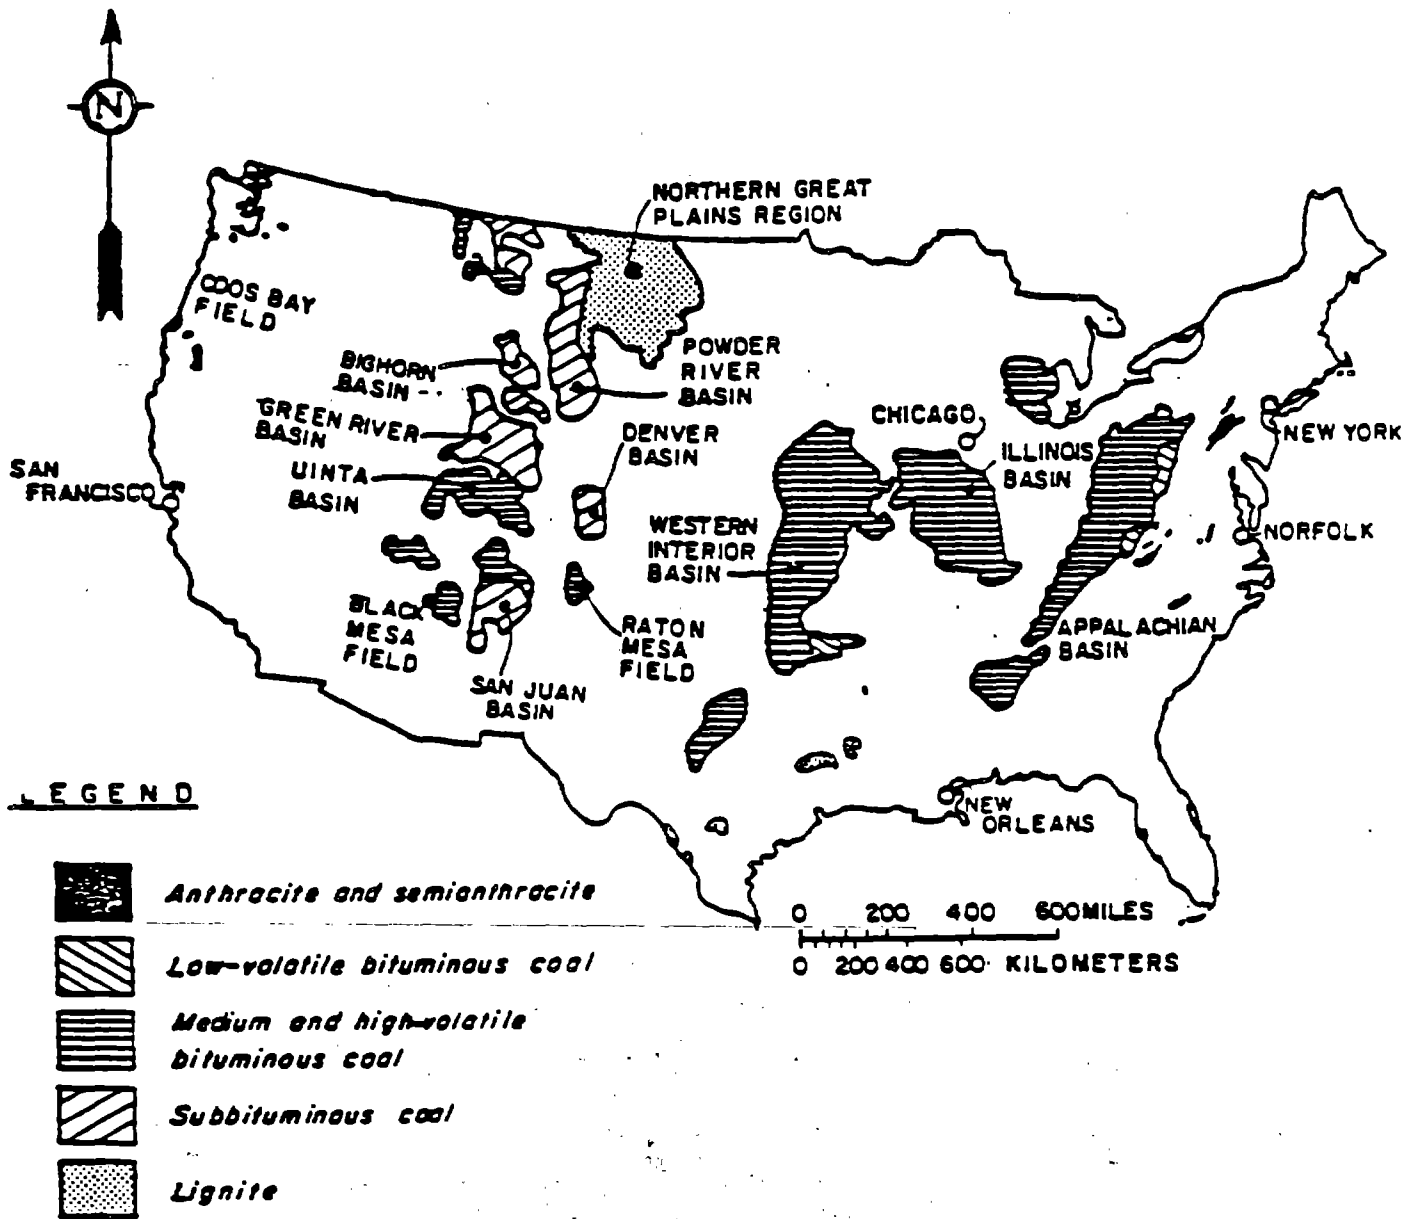 N
NORTHERN GREAT
PLAINS REGION
COOS BAY
FIELD
BIGHORN
BASIN
POWDER
RIVER
BASIN
GREEN RIVER
BASIN
DENVER
BASIN
CHICAGO
ILLINOIS
BASIN
NEW YORK
SAN
FRANCISCO
UINTA
BASIN
WESTERN
INTERIOR
BASIN
NORFOLK
BLACK
MESA
FIELD
RATON
MESA
FIELD
APPALACHIAN
BASIN
SAN JUAN
BASIN
NEW
ORLEANS
LEGEND
Anthracite and semianthracite
Low-volatile bituminous coal
Medium and high-volatile
bituminous coal
Subbituminous coal
Lignite
0 200 400 600 MILES
0 200 400 600 KILOMETERS